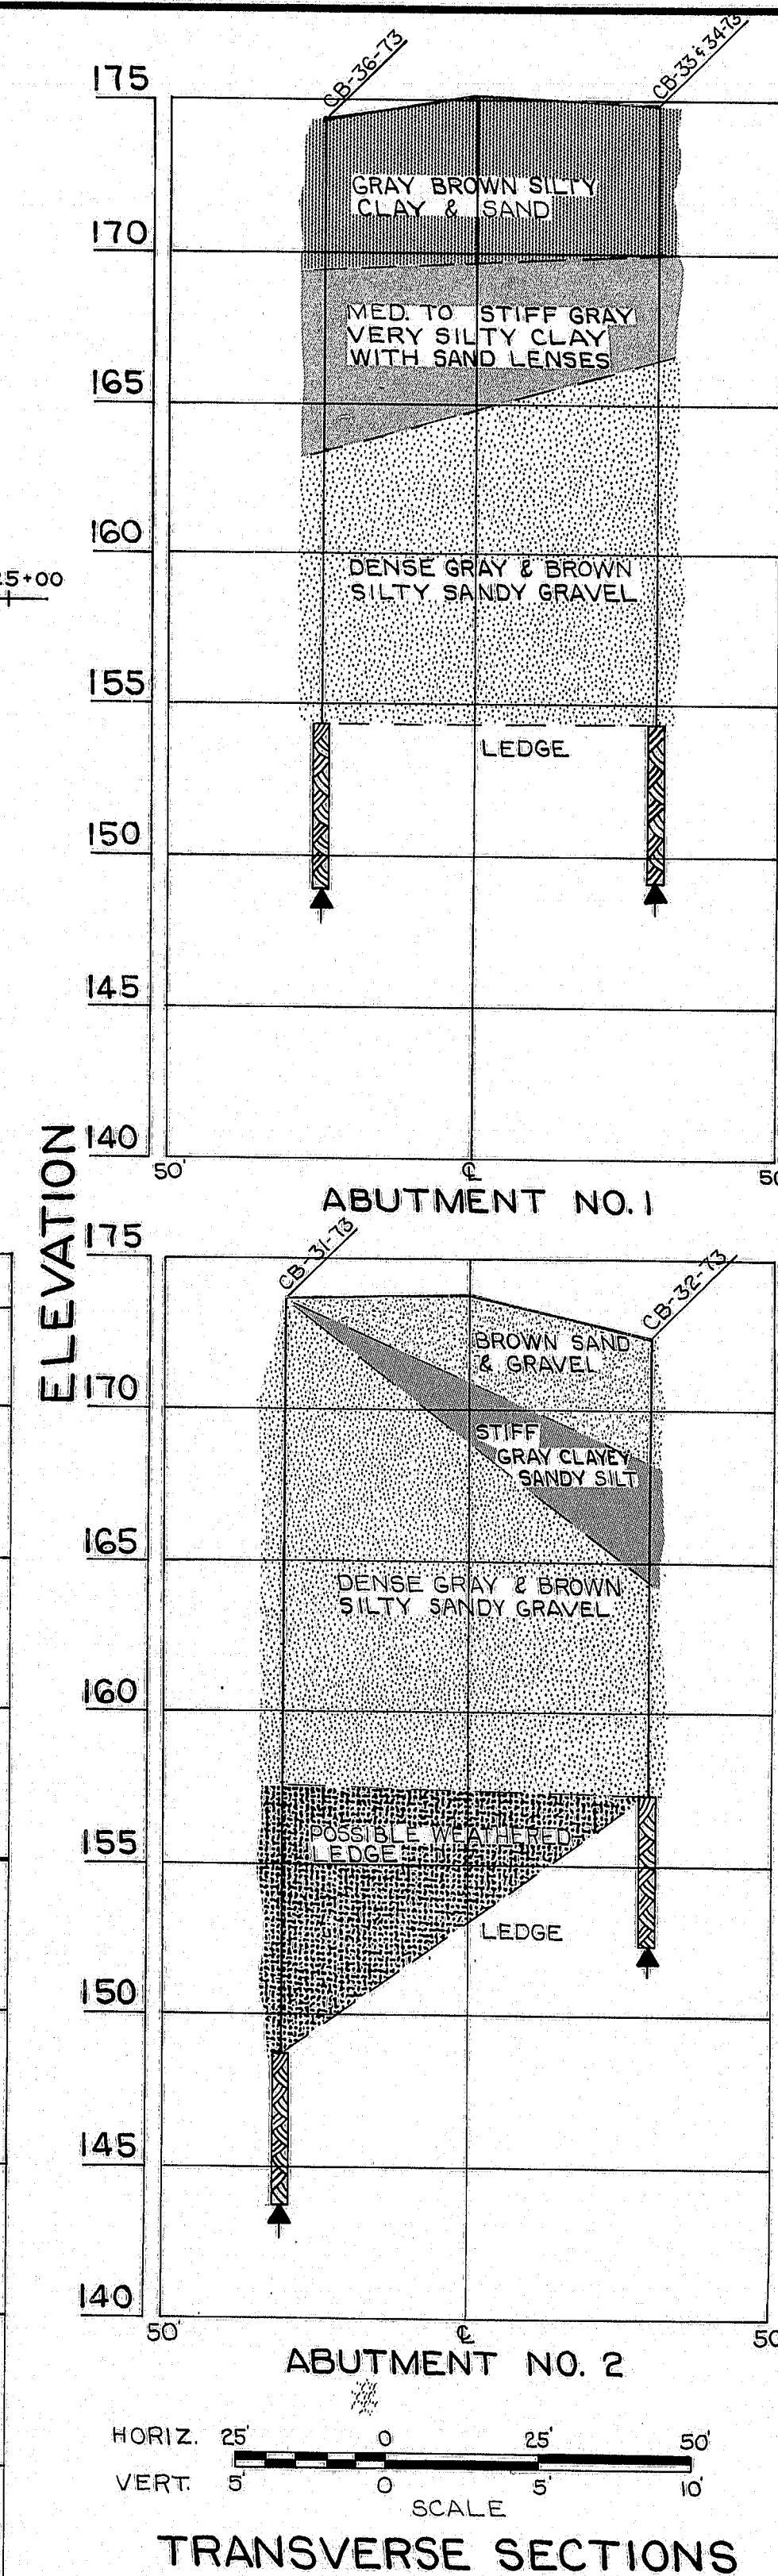 CB-36-73
CB-33 & 34-73
175
GRAY BROWN SILTY
CLAY & SAND
170
MED. TO STIFF GRAY
VERY SILTY CLAY
WITH SAND LENSES
165
160
DENSE GRAY & BROWN
SILTY SANDY GRAVEL
5+00
155
LEDGE
150
145
140
50'
℄
50
ABUTMENT NO. 1
ELEVATION
175
CB-31-73
CB-32-73
BROWN SAND
& GRAVEL
170
STIFF
GRAY CLAYEY
SANDY SILT
165
DENSE GRAY & BROWN
SILTY SANDY GRAVEL
160
POSSIBLE WEATHERED
LEDGE
155
LEDGE
150
145
140
50'
℄
50
ABUTMENT NO. 2
HORIZ. 25' 0 25' 50'
VERT. 5' 0 5' 10'
SCALE
TRANSVERSE SECTIONS